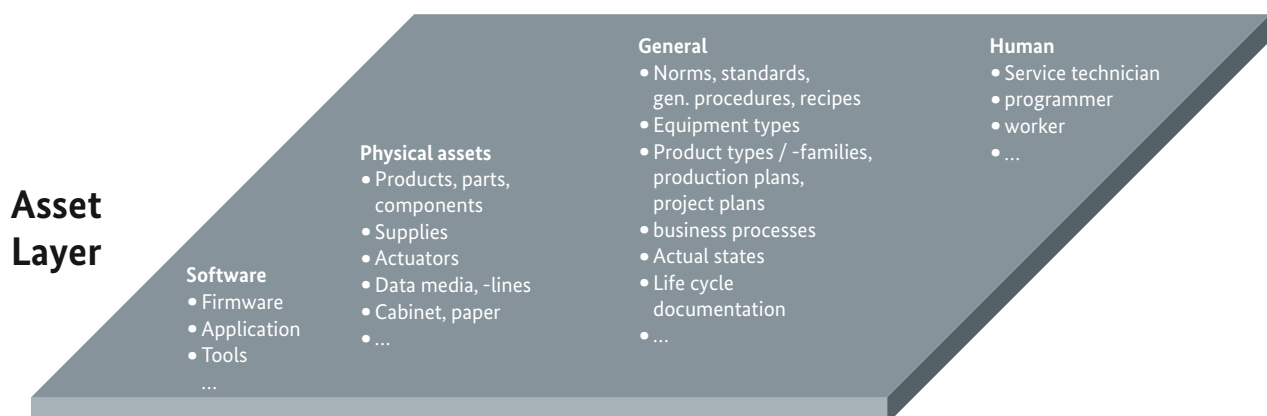 Asset
Layer
Software
• Firmware
• Application
• Tools
...
Physical assets
• Products, parts,
components
• Supplies
• Actuators
• Data media, -lines
• Cabinet, paper
• ...
General
• Norms, standards,
gen. procedures, recipes
• Equipment types
• Product types / -families,
production plans,
project plans
• business processes
• Actual states
• Life cycle
documentation
• ...
Human
• Service technician
• programmer
• worker
• ...